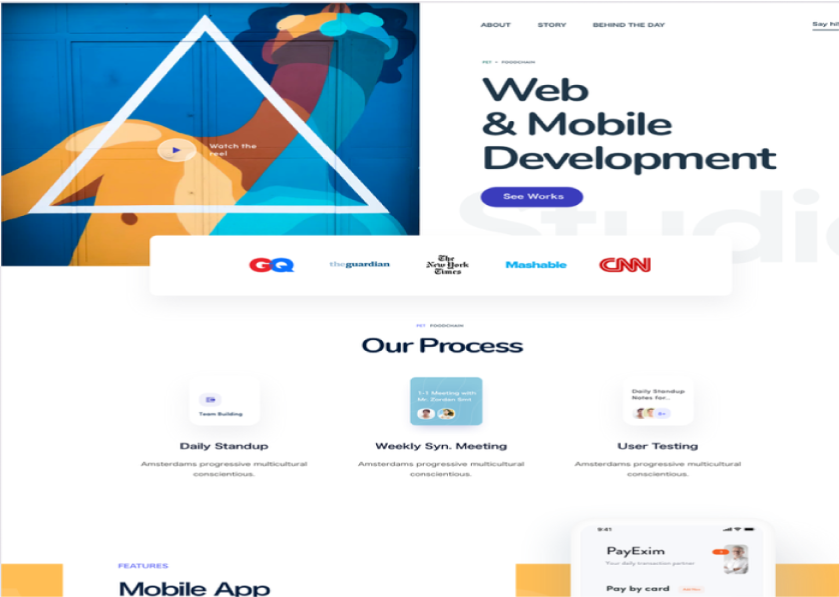 ABOUT STORY BEHIND THE DAY Say hi!
PET • FOODCHAIN
Web
& Mobile
Development
See Works
Watch the
reel
Studio
GQ theguardian The New York Times Mashable CNN
PET FOODCHAIN
Our Process
Team Building
1:1 Meeting with
Daily Standup
Notes for..
Daily Standup Weekly Syn. Meeting User Testing
Amsterdams progressive multicultural Amsterdams progressive multicultural Amsterdams progressive multicultural
conscientious. conscientious. conscientious.
9:41
PayExim
Your daily transaction partner
Pay by card
FEATURES
Mobile App